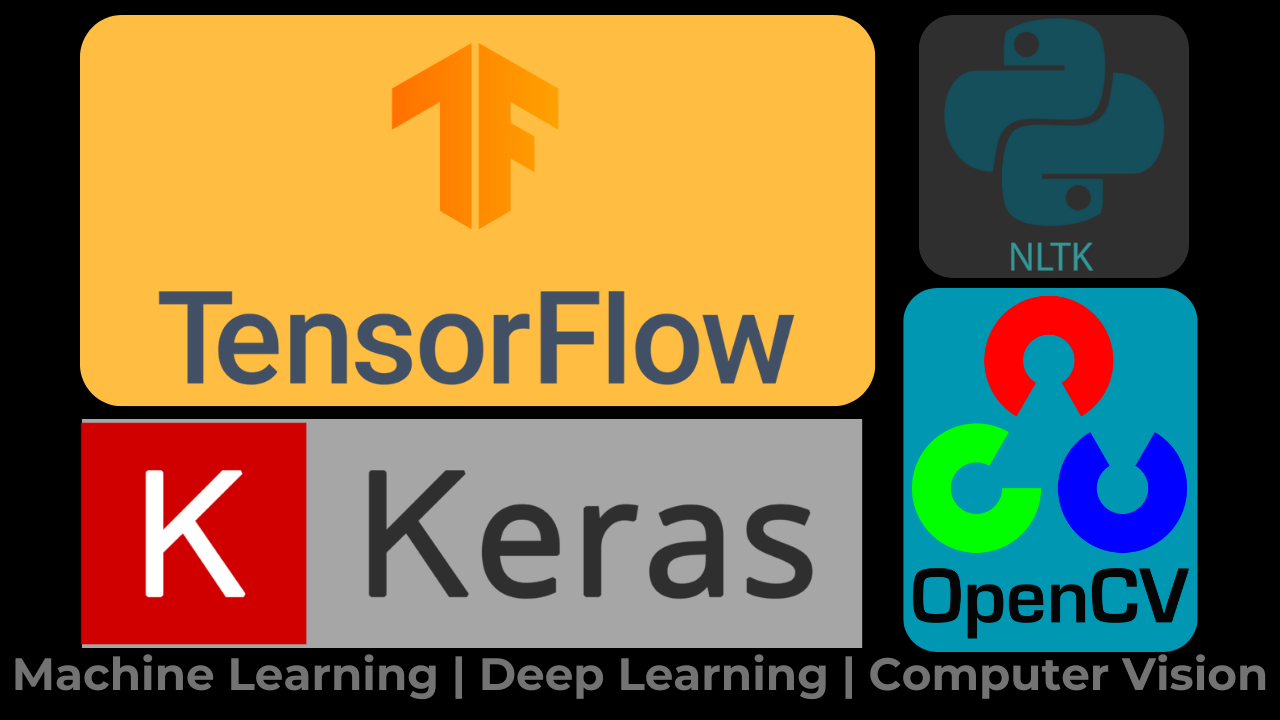 TensorFlow
NLTK
K Keras
OpenCV
Machine Learning | Deep Learning | Computer Vision